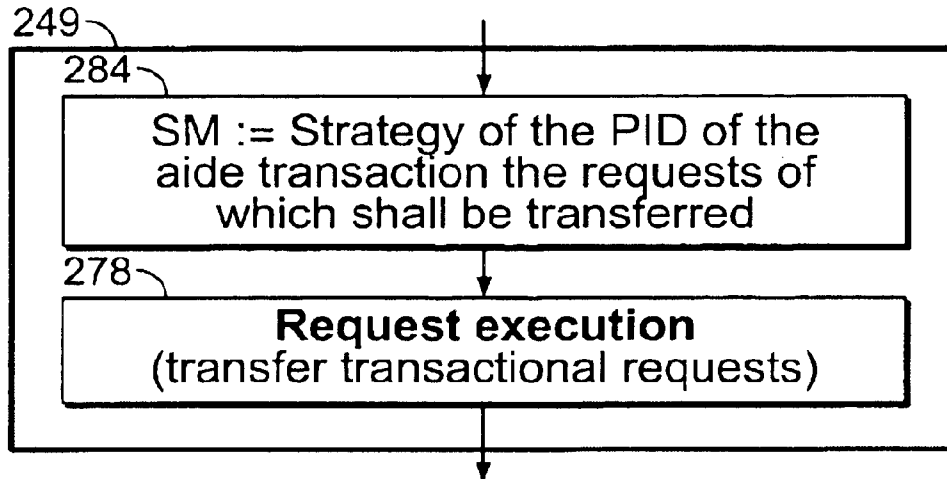 249
284
SM := Strategy of the PID of the
aide transaction the requests of
which shall be transferred
278
Request execution
(transfer transactional requests)